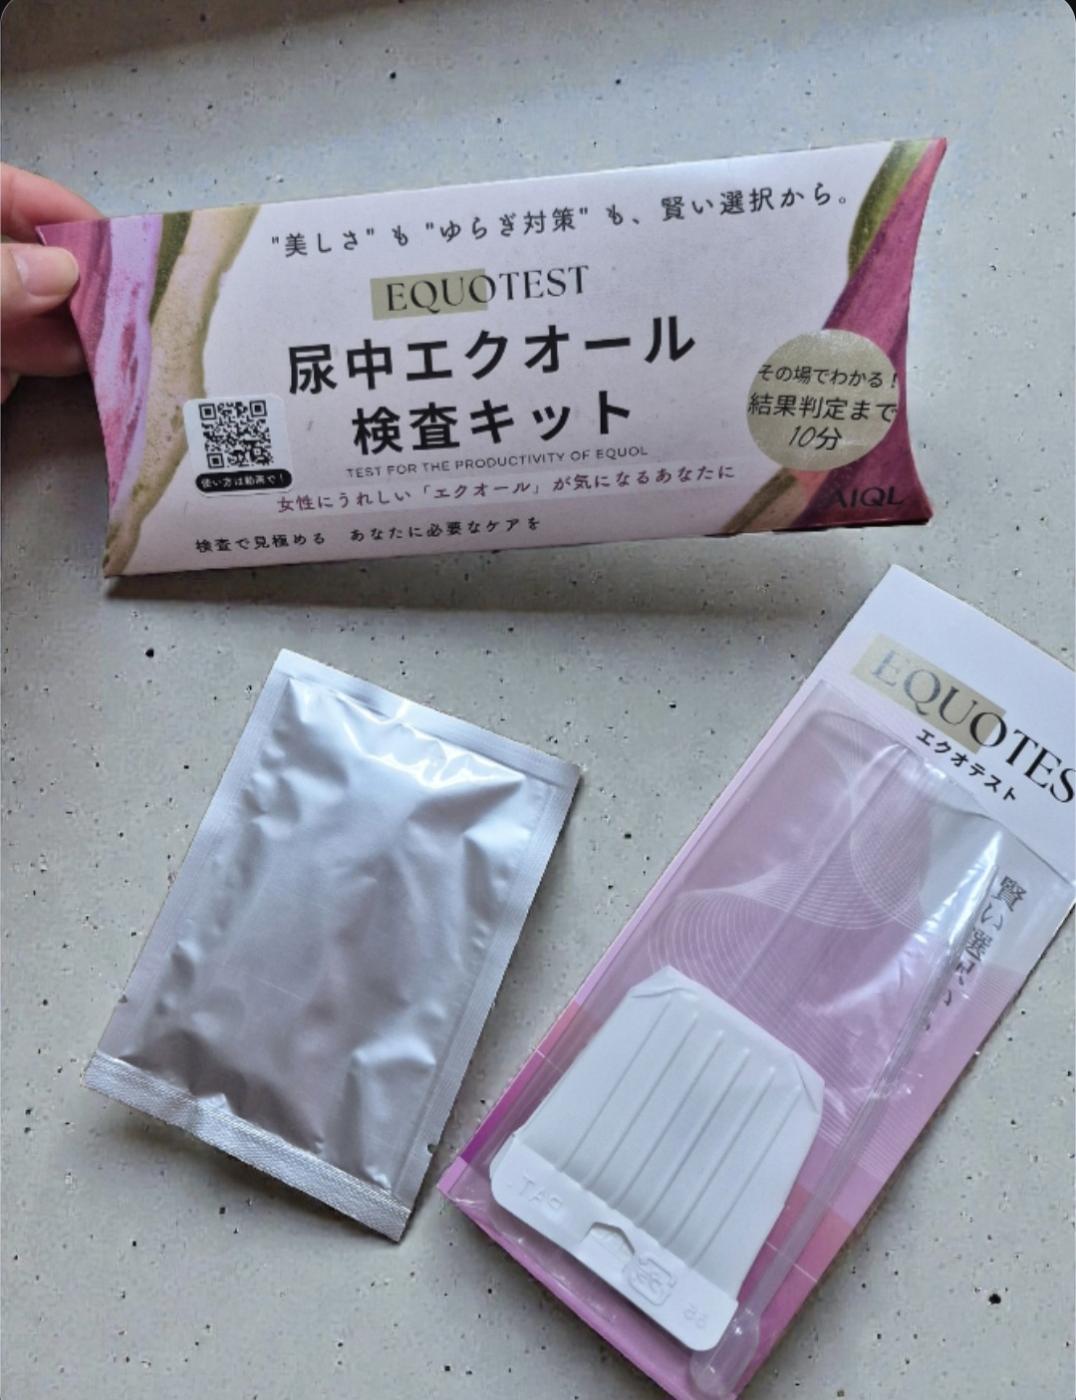 "美しさ" も "ゆらぎ対策" も、賢い選択から。
EQUOTEST
尿中エクオール
検査キット
TEST FOR THE PRODUCTIVITY OF EQUOL
女性にうれしい「エクオール」が気になるあなたに
検査で見極める あなたに必要なケアを
使い方は動画で！
その場でわかる！
結果判定まで
10分
AIQL
EQUOTES
エクオテスト
賢い選
PAT.